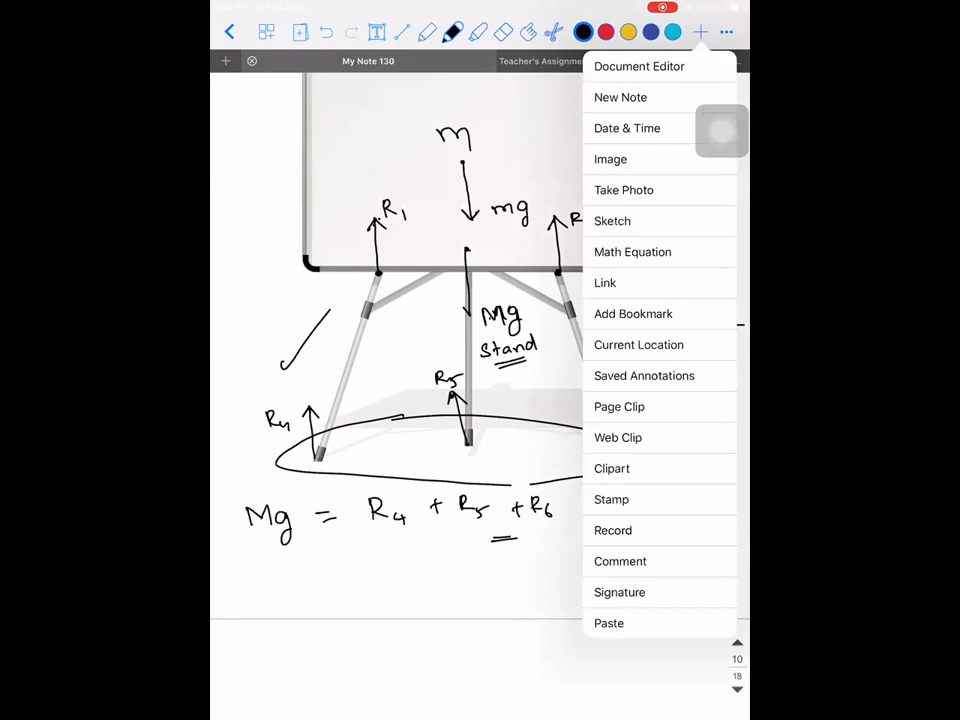 My Note 130
Teacher's Assignme
Document Editor
New Note
Date & Time
Image
Take Photo
Sketch
Math Equation
Link
Add Bookmark
Current Location
Saved Annotations
Page Clip
Web Clip
Clipart
Stamp
Record
Comment
Signature
Paste
m
R1
mg
R
Mg
Stand
R5
R4
Mg = R4 + R5 + R6
10
18